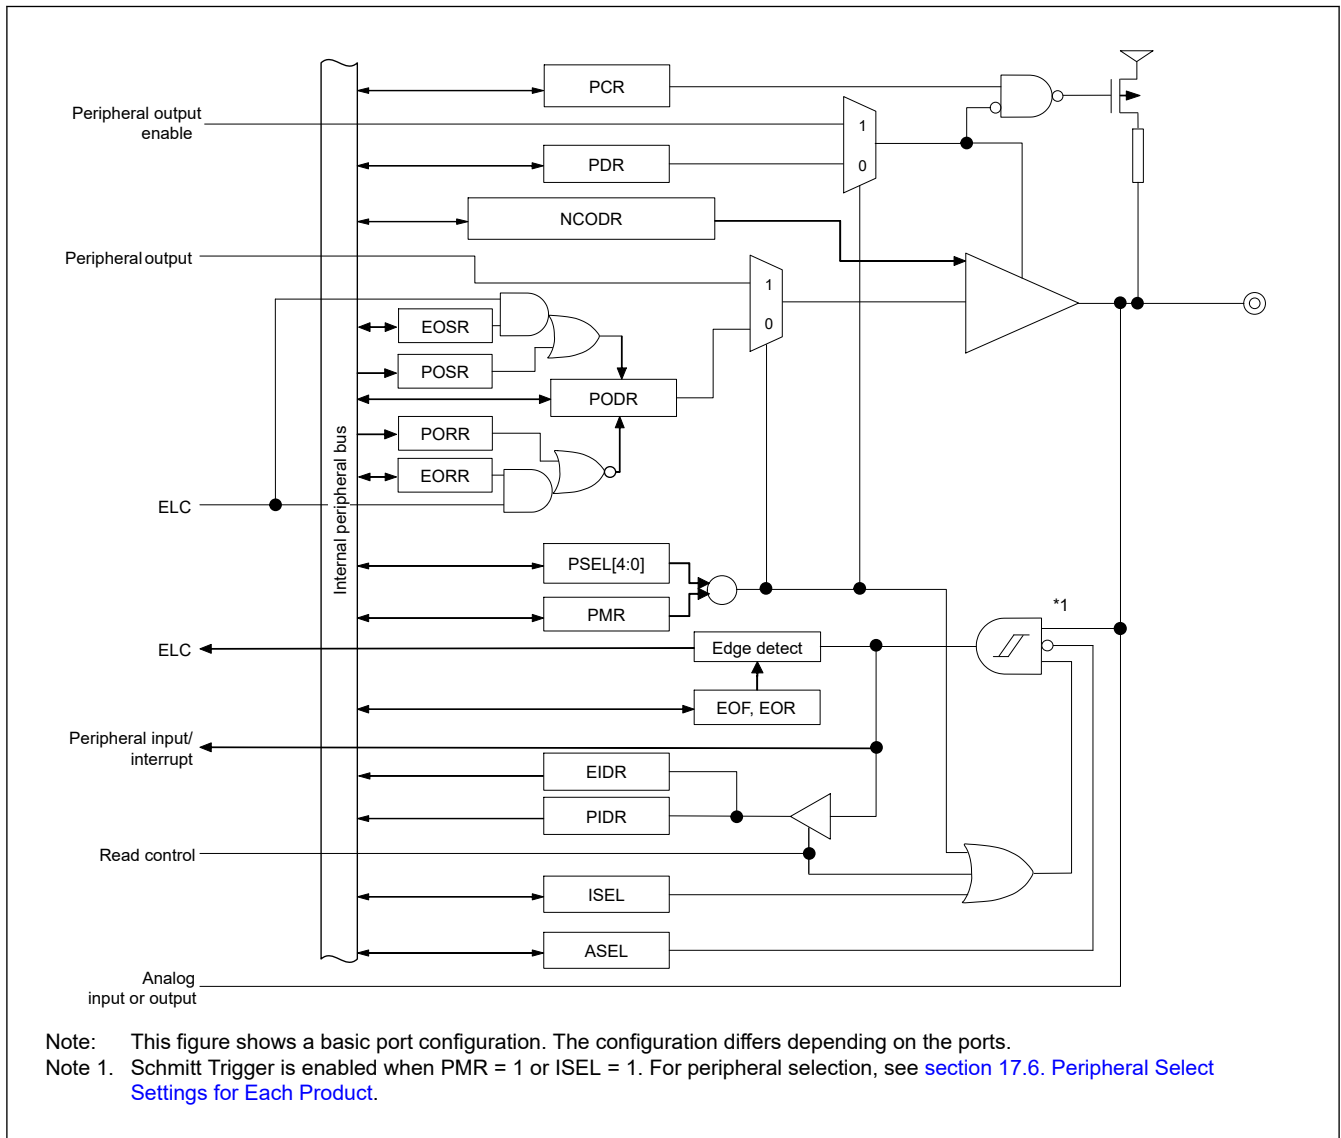 PCR
Peripheral output
enable
1
PDR
0
NCODR
Peripheral output
1
EOSR
0
POSR
PODR
PORR
Internal peripheral bus
EORR
ELC
PSEL[4:0]
PMR
*1
ELC
Edge detect
EOF, EOR
Peripheral input/
interrupt
EIDR
PIDR
Read control
ISEL
ASEL
Analog
input or output
Note: This figure shows a basic port configuration. The configuration differs depending on the ports.
Note 1. Schmitt Trigger is enabled when PMR = 1 or ISEL = 1. For peripheral selection, see section 17.6. Peripheral Select
Settings for Each Product.